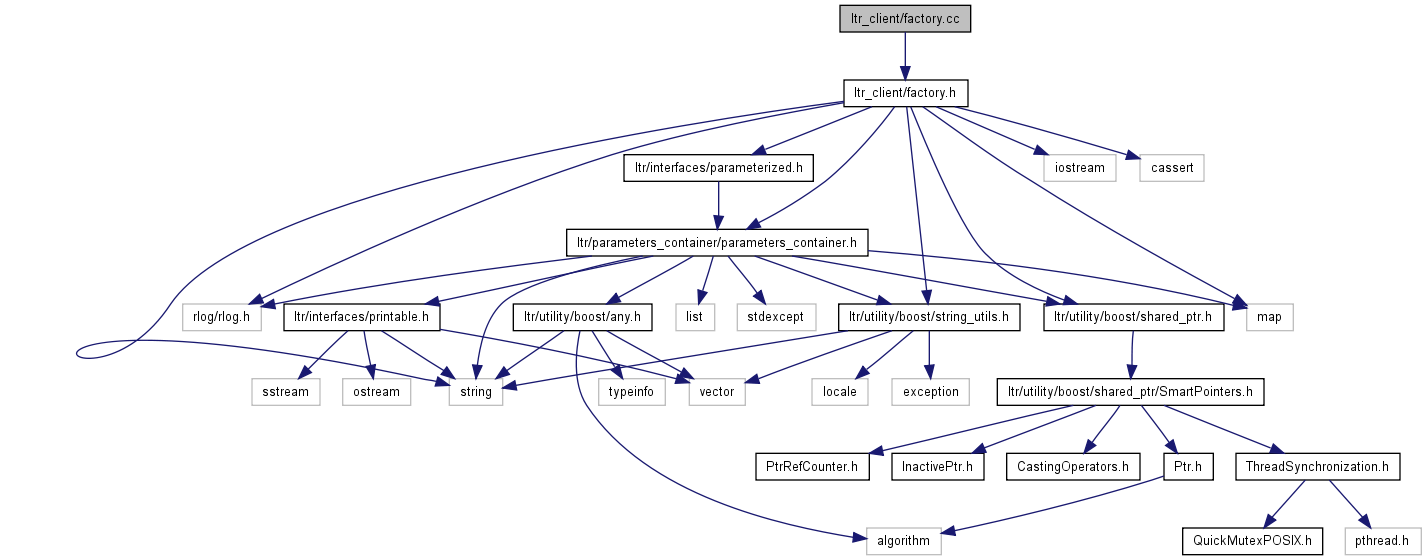 ltr_client/factory.cc
ltr_client/factory.h
ltr/interfaces/parameterized.h
iostream
cassert
ltr/parameters_container/parameters_container.h
rlog/rlog.h
ltr/interfaces/printable.h
ltr/utility/boost/any.h
list
stdexcept
ltr/utility/boost/string_utils.h
ltr/utility/boost/shared_ptr.h
map
sstream
ostream
string
typeinfo
vector
locale
exception
ltr/utility/boost/shared_ptr/SmartPointers.h
PtrRefCounter.h
InactivePtr.h
CastingOperators.h
Ptr.h
ThreadSynchronization.h
algorithm
QuickMutexPOSIX.h
pthread.h